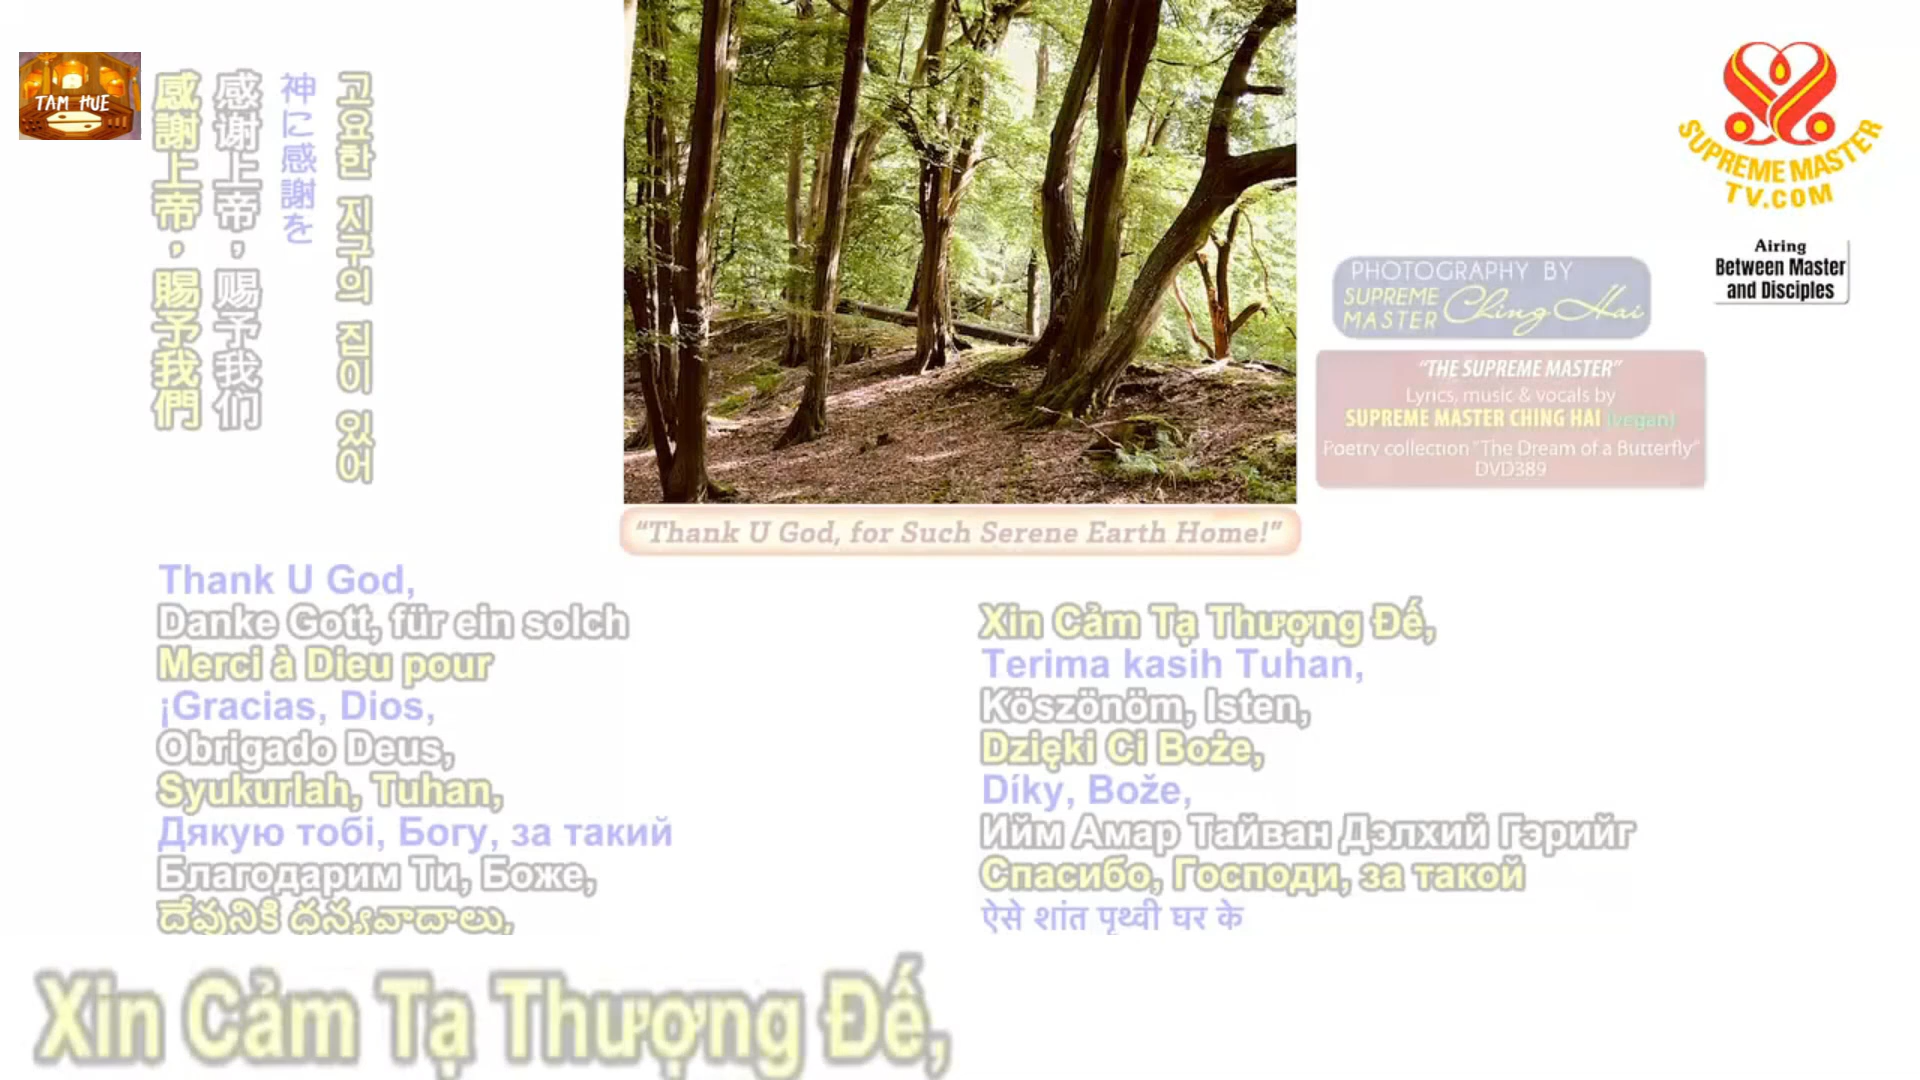 TAM HUE
感謝上帝，賜予我們
感谢上帝，赐予我们
神に感謝を
고요한 지구의 집이 있어
SUPREME MASTER
TV.COM
Airing
Between Master
and Disciples
PHOTOGRAPHY BY
SUPREME
MASTER
Ching Hai
“THE SUPREME MASTER”
Lyrics, music & vocals by
SUPREME MASTER CHING HAI (vegan)
Poetry collection “The Dream of a Butterfly”
DVD389
“Thank U God, for Such Serene Earth Home!”
Thank U God,
Danke Gott, für ein solch
Merci à Dieu pour
¡Gracias, Dios,
Obrigado Deus,
Syukurlah, Tuhan,
Дякую тобі, Богу, за такий
Благодарим Ти, Боже,
దేవునికి ధన్యవాదాలు,
Xin Cảm Tạ Thượng Đế,
Terima kasih Tuhan,
Köszönöm, Isten,
Dzięki Ci Boże,
Díky, Bože,
Ийм Амар Тайван Дэлхий Гэрийг
Спасибо, Господи, за такой
ऐसे शांत पृथ्वी घर के
Xin Cảm Tạ Thượng Đế,